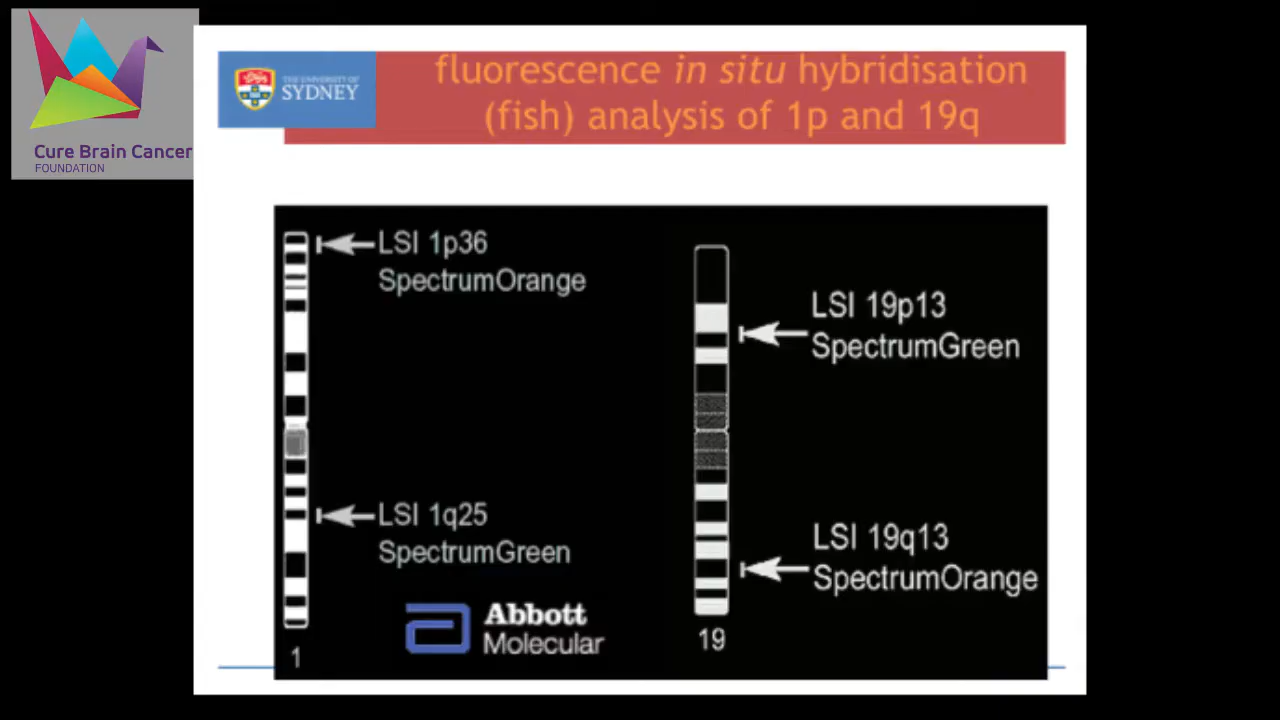 Cure Brain Cancer
FOUNDATION
THE UNIVERSITY OF
SYDNEY
fluorescence in situ hybridisation
(fish) analysis of 1p and 19q
LSI 1p36
SpectrumOrange
LSI 1q25
SpectrumGreen
1
Abbott
Molecular
LSI 19p13
SpectrumGreen
LSI 19q13
SpectrumOrange
19